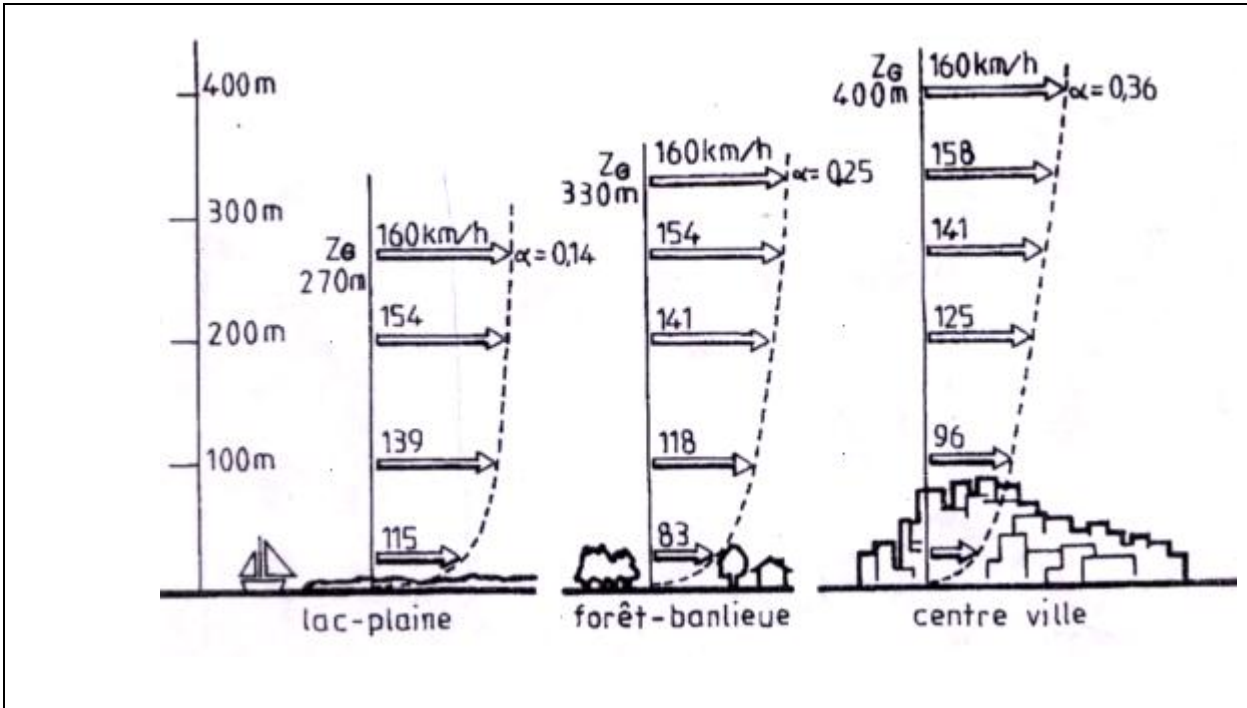 400m
300m
200m
100m
ZG
270m
160km/h
α=0,14
154
139
115
lac-plaine
ZG
330m
160km/h
α=0,25
154
141
118
83
forêt-banlieue
ZG
400m
160km/h
α=0,36
158
141
125
96
centre ville